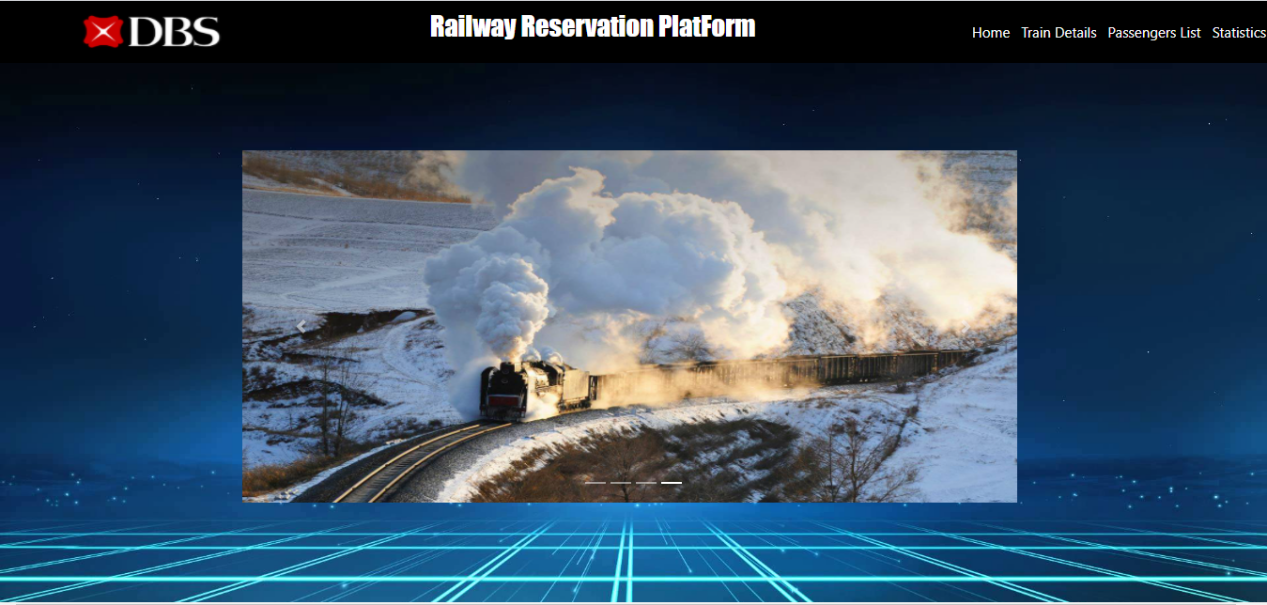 DBS
Railway Reservation PlatForm
Home Train Details Passengers List Statistics